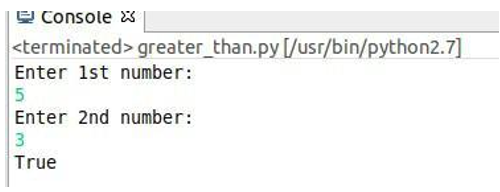 Console
<terminated> greater_than.py [/usr/bin/python2.7]
Enter 1st number:
5
Enter 2nd number:
3
True